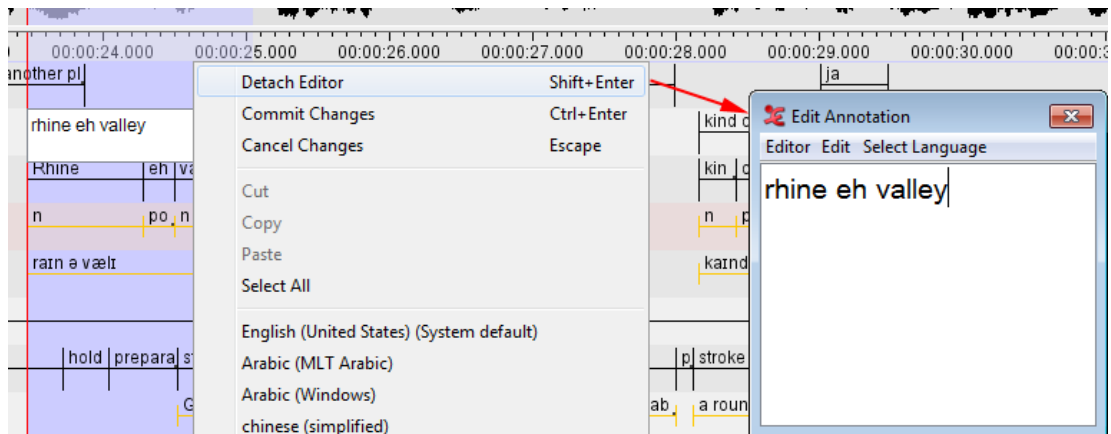 00:00:24.000 00:00:25.000 00:00:26.000 00:00:27.000 00:00:28.000 00:00:29.000 00:00:30.000 00:00:3
another pl
ja
rhine eh valley
kind o
Rhine eh va
kin o
n po n
n p
raɪn ə vælɪ
kaɪnd
hold prepara s
p stroke
G
ab a roun
Detach Editor Shift+Enter
Commit Changes Ctrl+Enter
Cancel Changes Escape
Cut
Copy
Paste
Select All
English (United States) (System default)
Arabic (MLT Arabic)
Arabic (Windows)
chinese (simplified)
Edit Annotation
Editor Edit Select Language
rhine eh valley